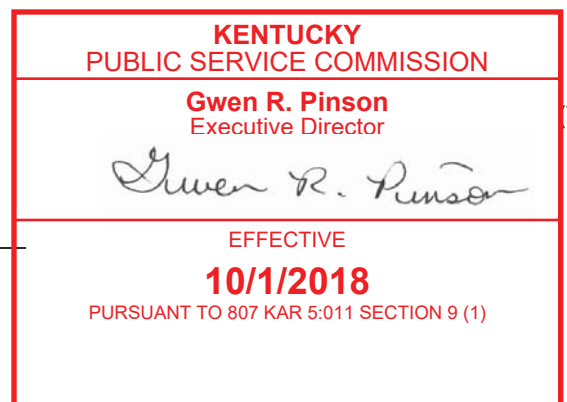 KENTUCKY
PUBLIC SERVICE COMMISSION
Gwen R. Pinson
Executive Director
Gwen R. Pinson
EFFECTIVE
10/1/2018
PURSUANT TO 807 KAR 5:011 SECTION 9 (1)